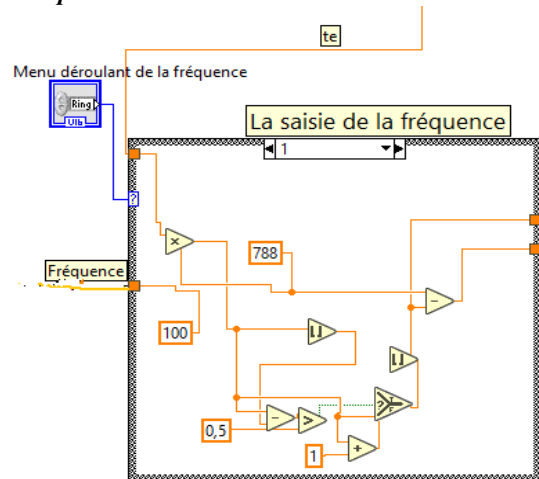 te
Menu déroulant de la fréquence
Ring
U16
La saisie de la fréquence
1
?
×
788
Fréquence
-
100
-
>
?
T
F
0,5
1
+